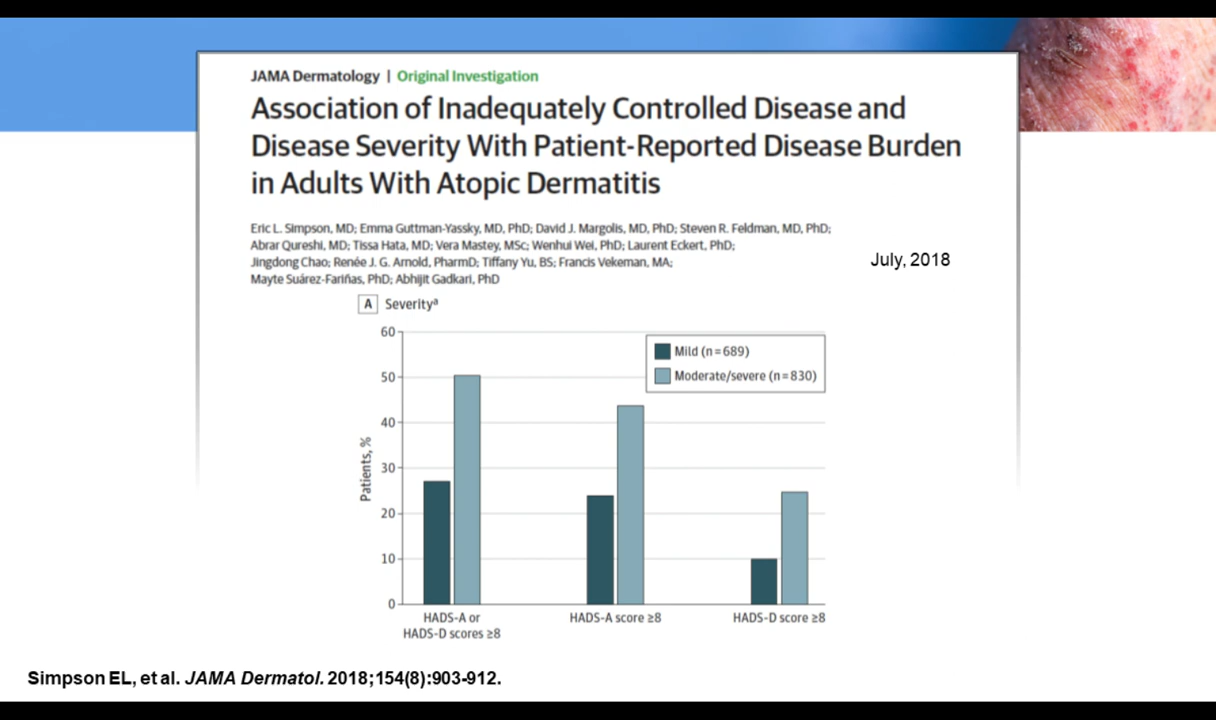 JAMA Dermatology | Original Investigation
Association of Inadequately Controlled Disease and
Disease Severity With Patient-Reported Disease Burden
in Adults With Atopic Dermatitis
Eric L. Simpson, MD; Emma Guttman-Yassky, MD, PhD; David J. Margolis, MD, PhD; Steven R. Feldman, MD, PhD;
Abrar Qureshi, MD; Tissa Hata, MD; Vera Mastey, MSc; Wenhui Wei, PhD; Laurent Eckert, PhD;
Jingdong Chao; Renée J. G. Arnold, PharmD; Tiffany Yu, BS; Francis Vekeman, MA;
Mayte Suárez-Fariñas, PhD; Abhijit Gadkari, PhD
July, 2018
A Severityᵃ
Patients, %
60
50
40
30
20
10
0
Mild (n=689)
Moderate/severe (n=830)
HADS-A or
HADS-D scores ≥8
HADS-A score ≥8
HADS-D score ≥8
Simpson EL, et al. JAMA Dermatol. 2018;154(8):903-912.